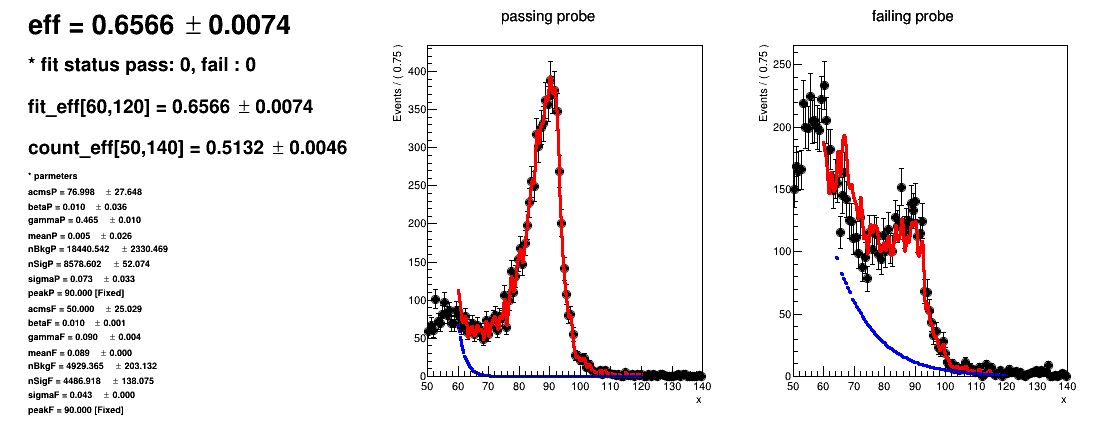 eff = 0.6566 ± 0.0074
* fit status pass: 0, fail : 0
fit_eff[60,120] = 0.6566 ± 0.0074
count_eff[50,140] = 0.5132 ± 0.0046
* parmeters
acmsP = 76.998 ± 27.648
betaP = 0.010 ± 0.036
gammaP = 0.465 ± 0.010
meanP = 0.005 ± 0.026
nBkgP = 18440.542 ± 2330.469
nSigP = 8578.602 ± 52.074
sigmaP = 0.073 ± 0.033
peakP = 90.000 [Fixed]
acmsF = 50.000 ± 25.029
betaF = 0.010 ± 0.001
gammaF = 0.090 ± 0.004
meanF = 0.089 ± 0.000
nBkgF = 4929.365 ± 203.132
nSigF = 4486.918 ± 138.075
sigmaF = 0.043 ± 0.000
peakF = 90.000 [Fixed]
passing probe
Events / ( 0.75 )
400
350
300
250
200
150
100
50
0
50 60 70 80 90 100 110 120 130 140
x
failing probe
Events / ( 0.75 )
250
200
150
100
50
0
50 60 70 80 90 100 110 120 130 140
x